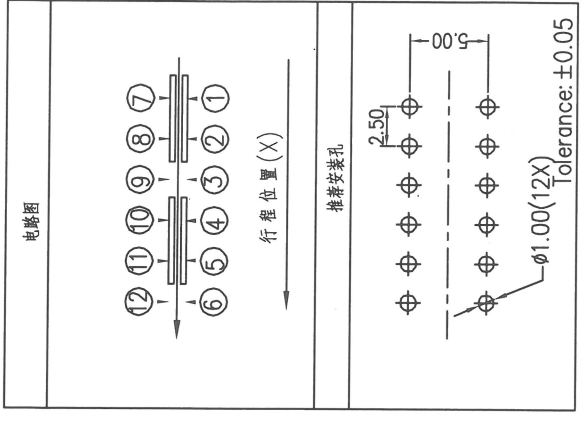 电路图
⑦ ⑧ ⑨ ⑩ ⑪ ⑫
① ② ③ ④ ⑤ ⑥
行程位置(X)
推荐安装孔
5.00
2.50
ø1.00(12X)
Tolerance: ±0.05